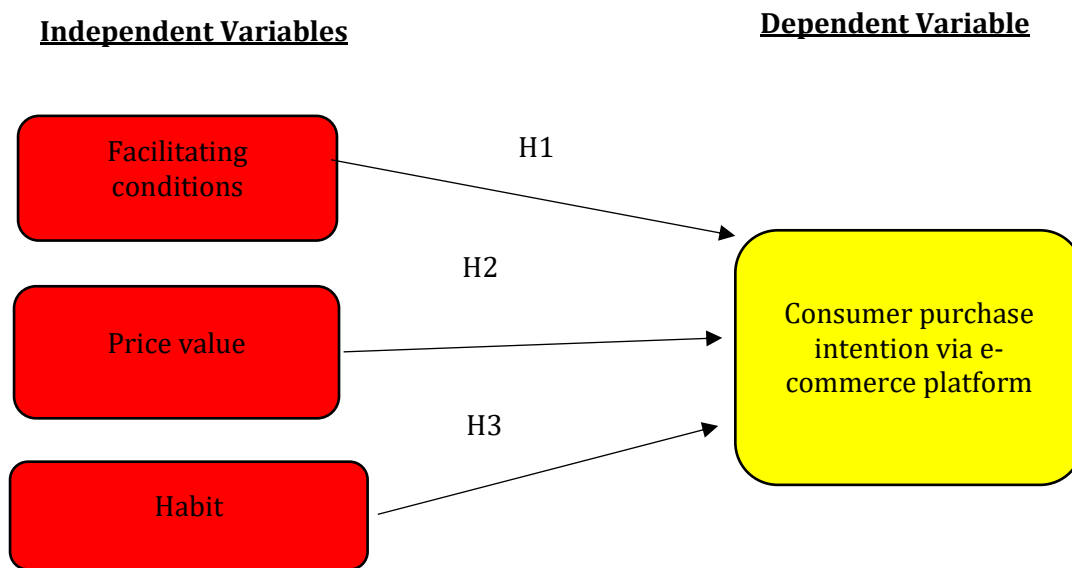 Independent Variables
Dependent Variable
Facilitating
conditions
H1
H2
Price value
Consumer purchase
intention via e-
commerce platform
H3
Habit